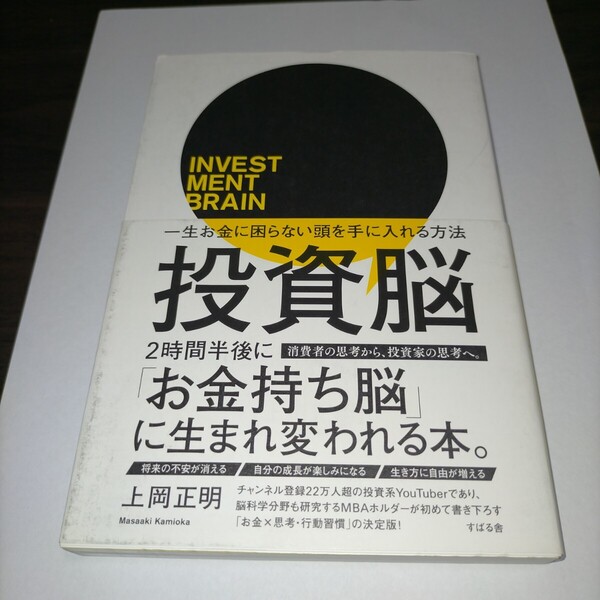 INVEST
MENT
BRAIN
一生お金に困らない頭を手に入れる方法
投資脳
2時間半後に 消費者の思考から、投資家の思考へ。
「お金持ち脳」
に生まれ変われる本。
将来の不安が消える / 自分の成長が楽しみになる / 生き方に自由が増える
上岡正明
Masaaki Kamioka
チャンネル登録22万人超の投資系YouTuberであり、
脳科学分野も研究するMBAホルダーが初めて書き下ろす
「お金×思考・行動習慣」の決定版!
すばる舎